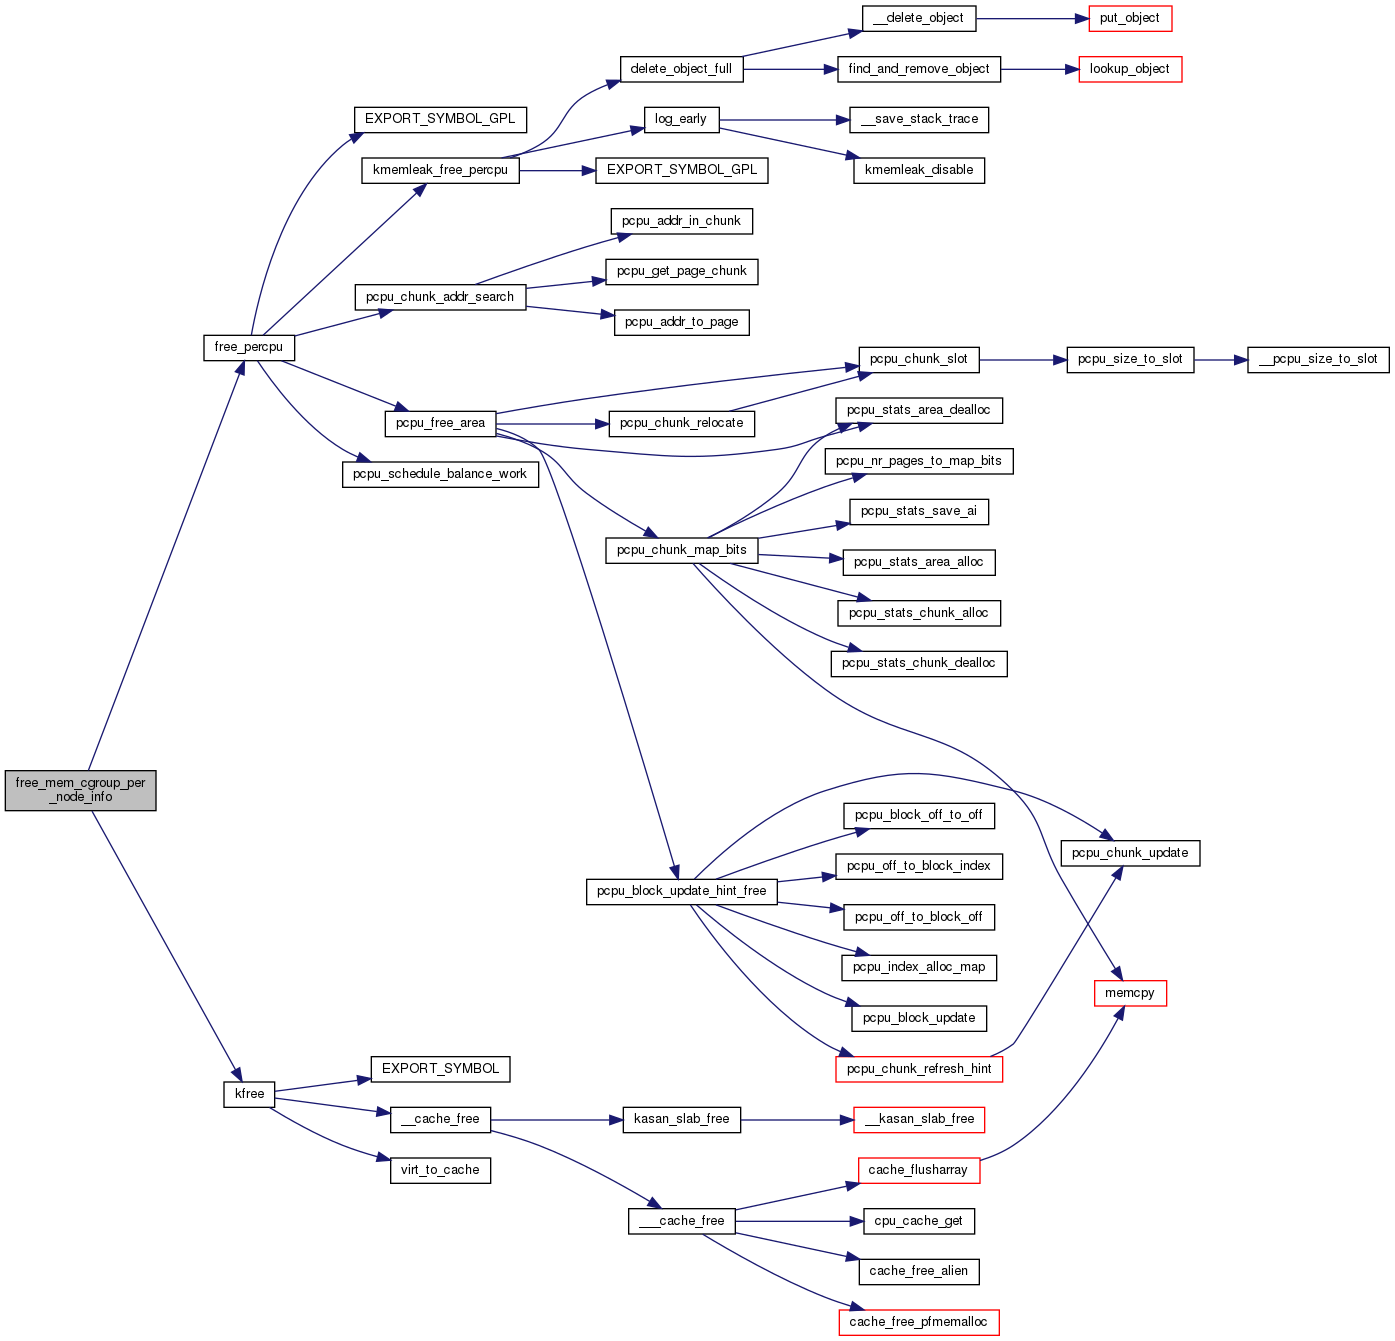 __delete_object
put_object
delete_object_full
find_and_remove_object
lookup_object
EXPORT_SYMBOL_GPL
log_early
__save_stack_trace
kmemleak_free_percpu
EXPORT_SYMBOL_GPL
kmemleak_disable
pcpu_addr_in_chunk
pcpu_get_page_chunk
pcpu_chunk_addr_search
pcpu_addr_to_page
free_percpu
pcpu_chunk_slot
pcpu_size_to_slot
__pcpu_size_to_slot
pcpu_stats_area_dealloc
pcpu_free_area
pcpu_chunk_relocate
pcpu_nr_pages_to_map_bits
pcpu_schedule_balance_work
pcpu_stats_save_ai
pcpu_chunk_map_bits
pcpu_stats_area_alloc
pcpu_stats_chunk_alloc
pcpu_stats_chunk_dealloc
free_mem_cgroup_per
_node_info
pcpu_block_off_to_off
pcpu_chunk_update
pcpu_off_to_block_index
pcpu_block_update_hint_free
pcpu_off_to_block_off
pcpu_index_alloc_map
memcpy
pcpu_block_update
EXPORT_SYMBOL
pcpu_chunk_refresh_hint
kfree
__cache_free
kasan_slab_free
__kasan_slab_free
virt_to_cache
cache_flusharray
___cache_free
cpu_cache_get
cache_free_alien
cache_free_pfmemalloc